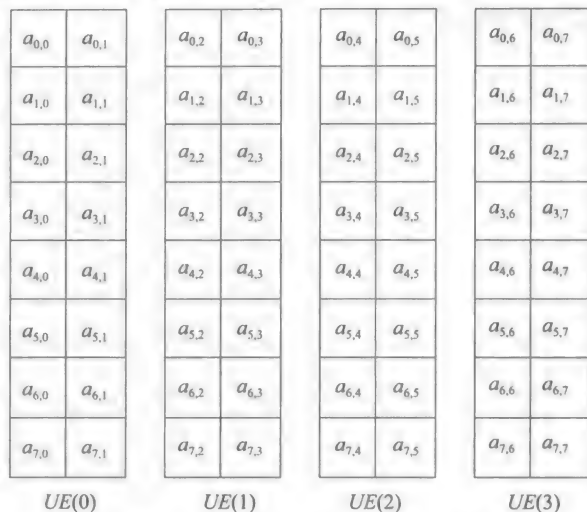 a0,0 a0,1 a0,2 a0,3 a0,4 a0,5 a0,6 a0,7
a1,0 a1,1 a1,2 a1,3 a1,4 a1,5 a1,6 a1,7
a2,0 a2,1 a2,2 a2,3 a2,4 a2,5 a2,6 a2,7
a3,0 a3,1 a3,2 a3,3 a3,4 a3,5 a3,6 a3,7
a4,0 a4,1 a4,2 a4,3 a4,4 a4,5 a4,6 a4,7
a5,0 a5,1 a5,2 a5,3 a5,4 a5,5 a5,6 a5,7
a6,0 a6,1 a6,2 a6,3 a6,4 a6,5 a6,6 a6,7
a7,0 a7,1 a7,2 a7,3 a7,4 a7,5 a7,6 a7,7
UE(0) UE(1) UE(2) UE(3)